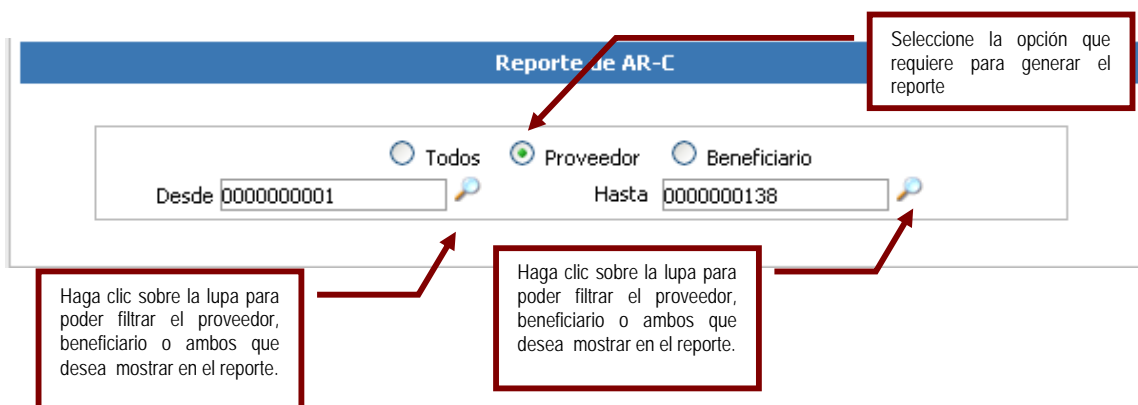 Seleccione la opción que
requiere para generar el
reporte
Reporte de AR-C
Todos Proveedor Beneficiario
Desde 0000000001 Hasta 0000000138
Haga clic sobre la lupa para
poder filtrar el proveedor,
beneficiario o ambos que
desea mostrar en el reporte.
Haga clic sobre la lupa para
poder filtrar el proveedor,
beneficiario o ambos que
desea mostrar en el reporte.